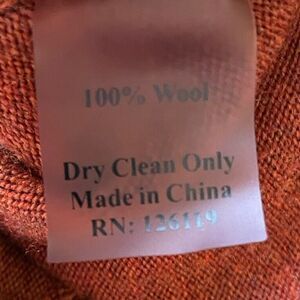 100% Wool
Dry Clean Only
Made in China
RN: 126119